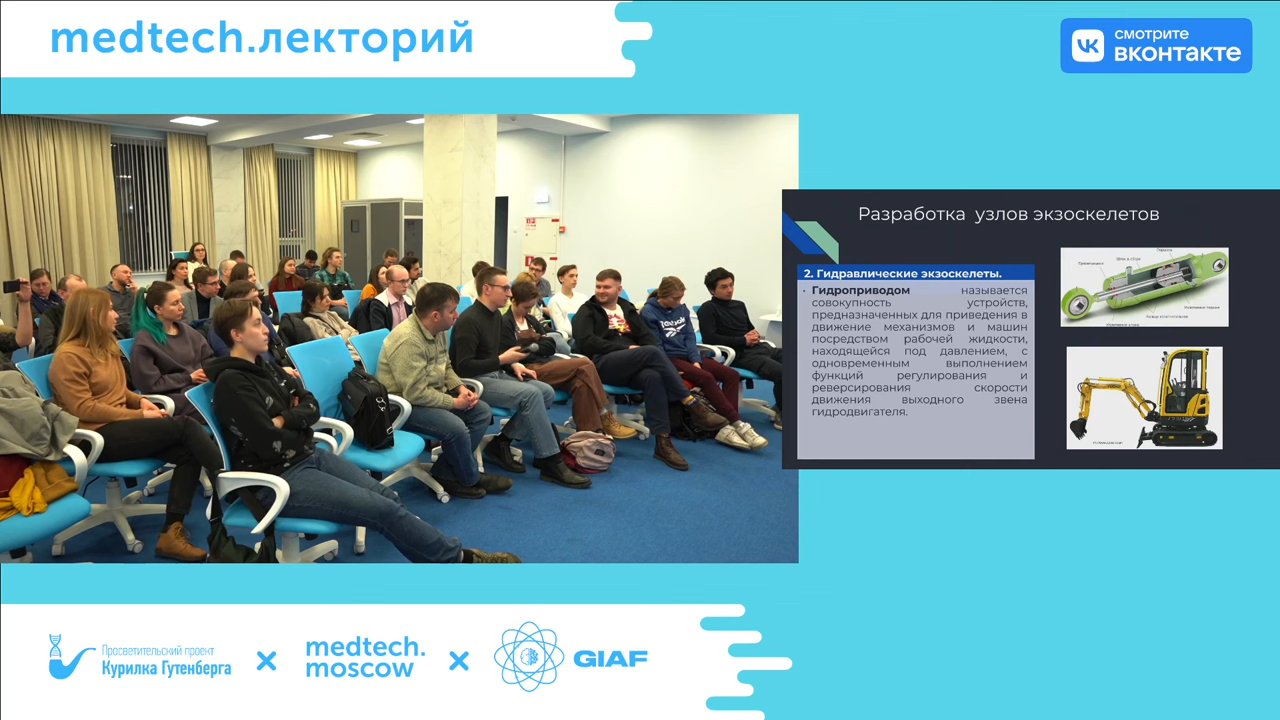 medtech.лекторий
смотрите
вконтакте
Разработка узлов экзоскелетов
2. Гидравлические экзоскелеты.
· Гидроприводом называется
совокупность устройств,
предназначенных для приведения в
движение механизмов и машин
посредством рабочей жидкости,
находящейся под давлением, с
одновременным выполнением
функций регулирования и
реверсирования скорости
движения выходного звена
гидродвигателя.
Reebok
Просветительский проект
Курилка Гутенберга
×
medtech.
moscow
×
GIAF